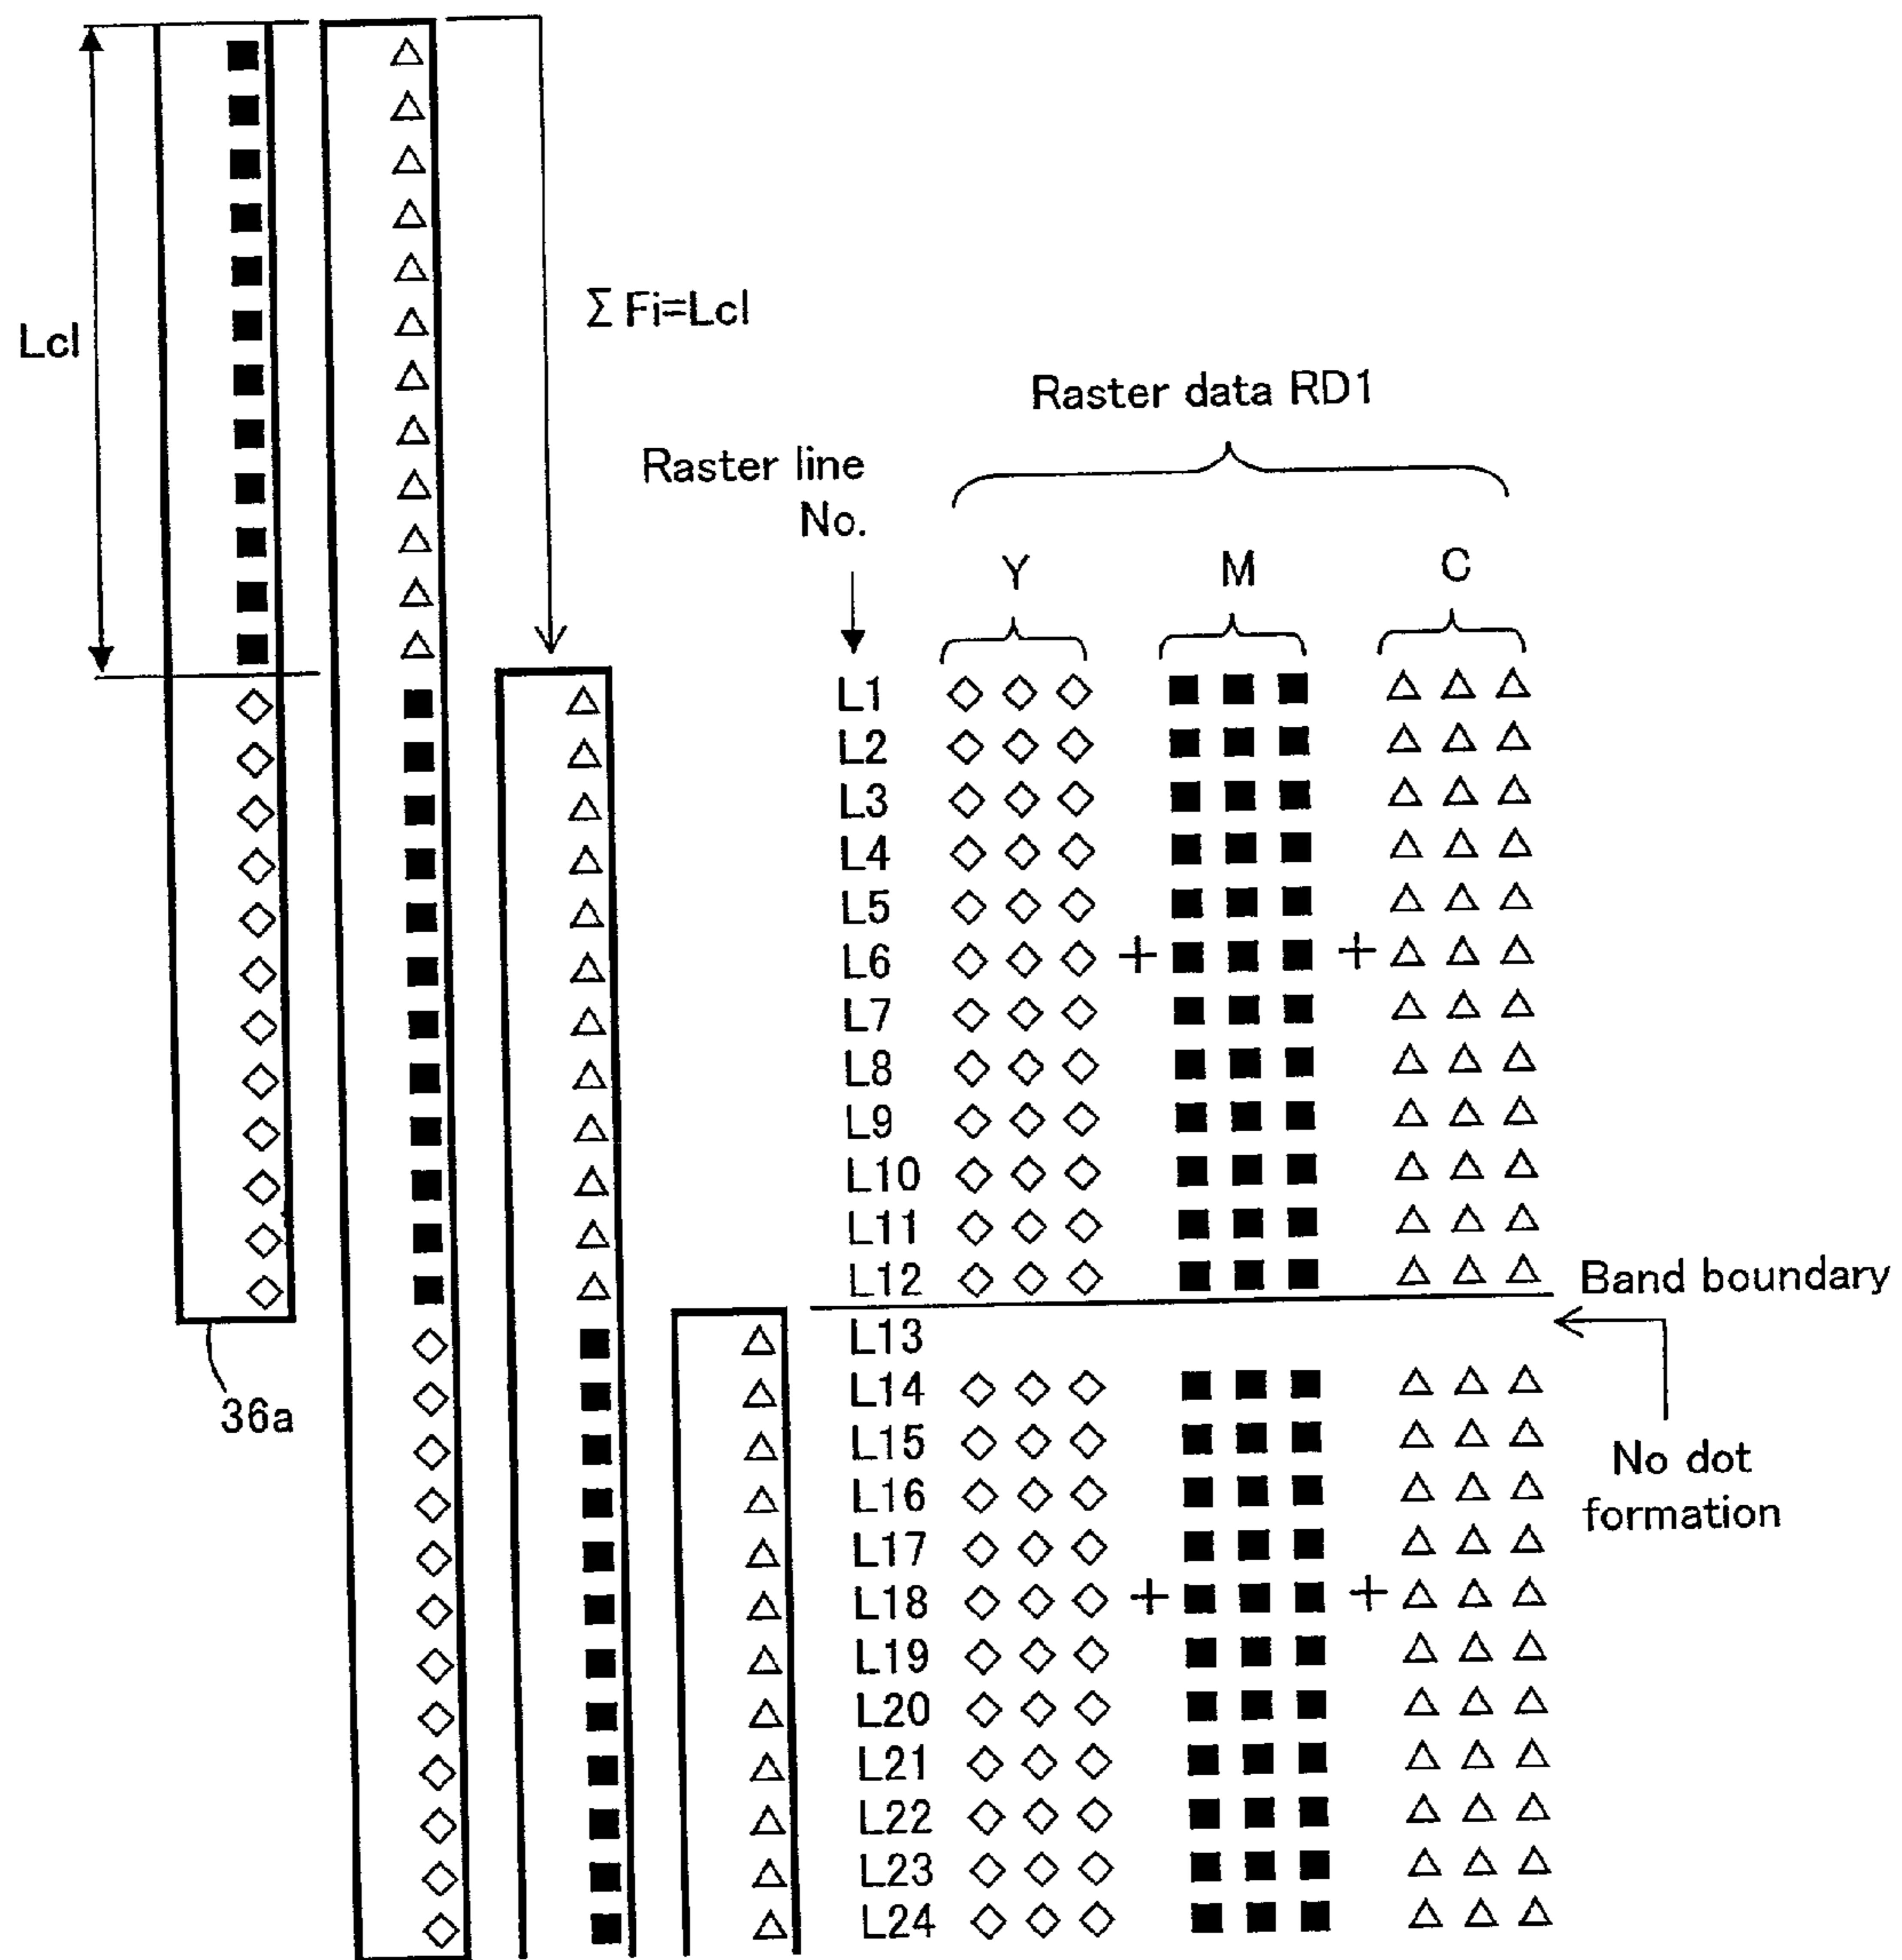 Lcl
Σ Fi=Lcl
Raster data RD1
Raster line
No.
Y M C
L1
L2
L3
L4
L5
L6 + +
L7
L8
L9
L10
L11
L12
Band boundary
L13
L14
36a
L15
No dot
L16
formation
L17
L18 + +
L19
L20
L21
L22
L23
L24